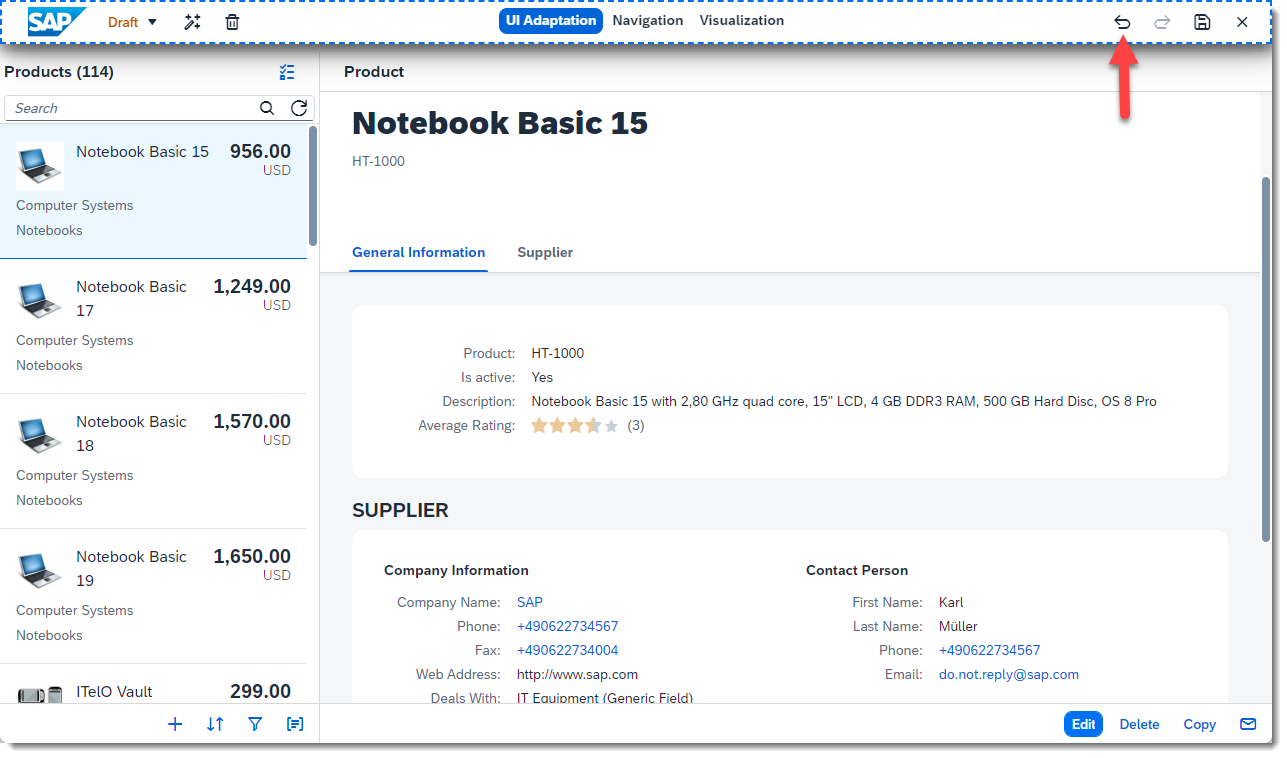 SAP Draft UI Adaptation Navigation Visualization
Products (114)
Search
Notebook Basic 15 956.00
USD
Computer Systems
Notebooks
Notebook Basic 1,249.00
17 USD
Computer Systems
Notebooks
Notebook Basic 1,570.00
18 USD
Computer Systems
Notebooks
Notebook Basic 1,650.00
19 USD
Computer Systems
Notebooks
ITelO Vault 299.00
Product
Notebook Basic 15
HT-1000
General Information Supplier
Product: HT-1000
Is active: Yes
Description: Notebook Basic 15 with 2,80 GHz quad core, 15" LCD, 4 GB DDR3 RAM, 500 GB Hard Disc, OS 8 Pro
Average Rating: (3)
SUPPLIER
Company Information
Company Name: SAP
Phone: +490622734567
Fax: +490622734004
Web Address: http://www.sap.com
Deals With: IT Equipment (Generic Field)
Contact Person
First Name: Karl
Last Name: Müller
Phone: +490622734567
Email: do.not.reply@sap.com
Edit Delete Copy